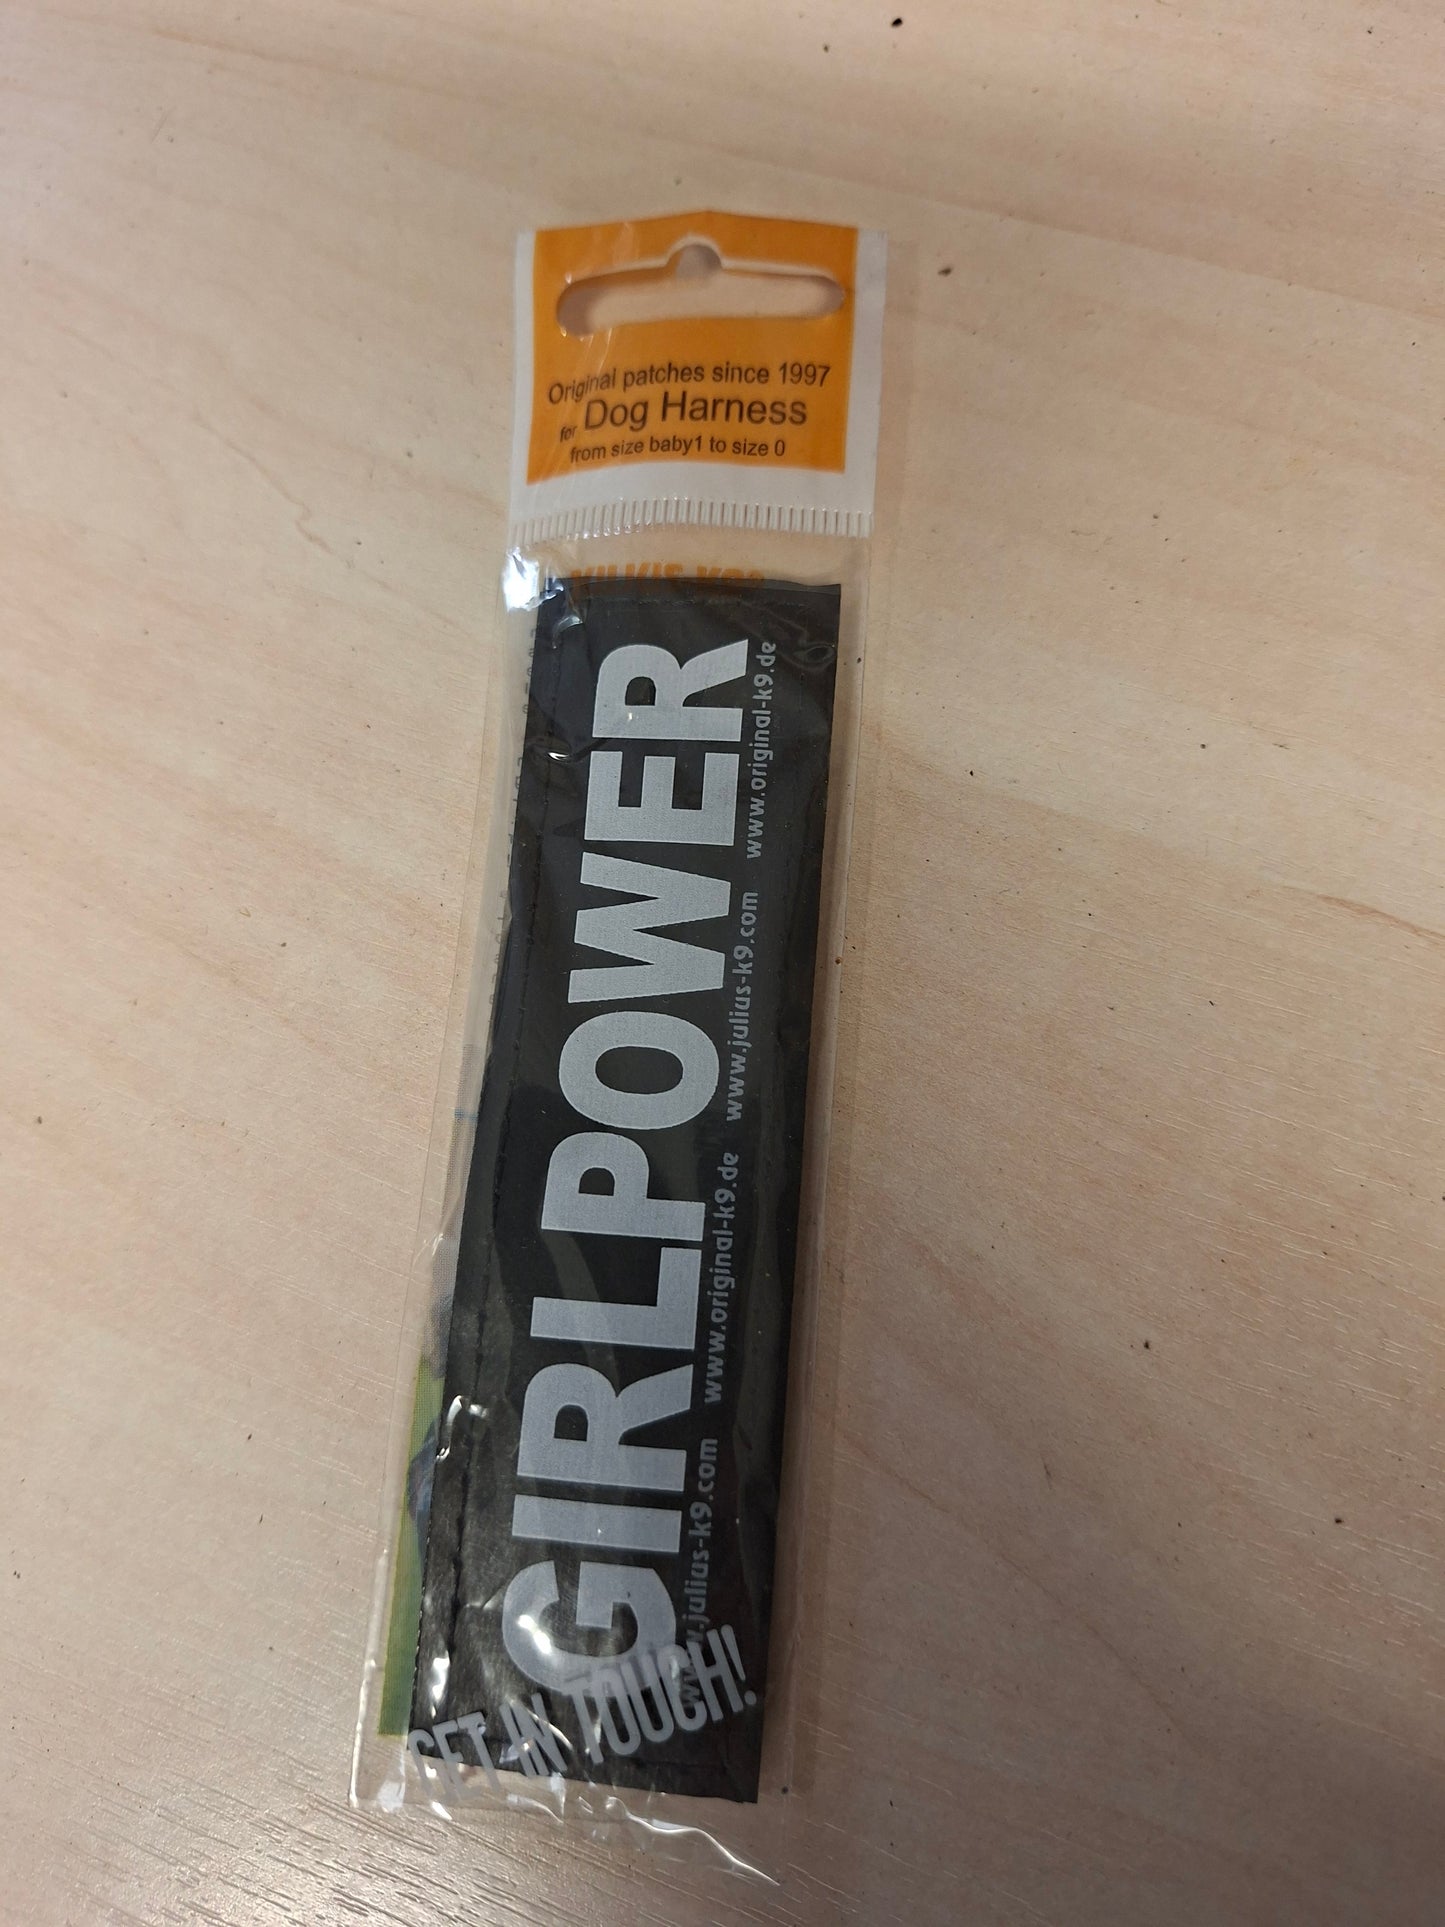 Original patches since 1997
for Dog Harness
from size baby1 to size 0
GIRLPOWER
www.julius-k9.com www.original-k9.de www.julius-k9.com www.original-k9.de
GET IN TOUCH!